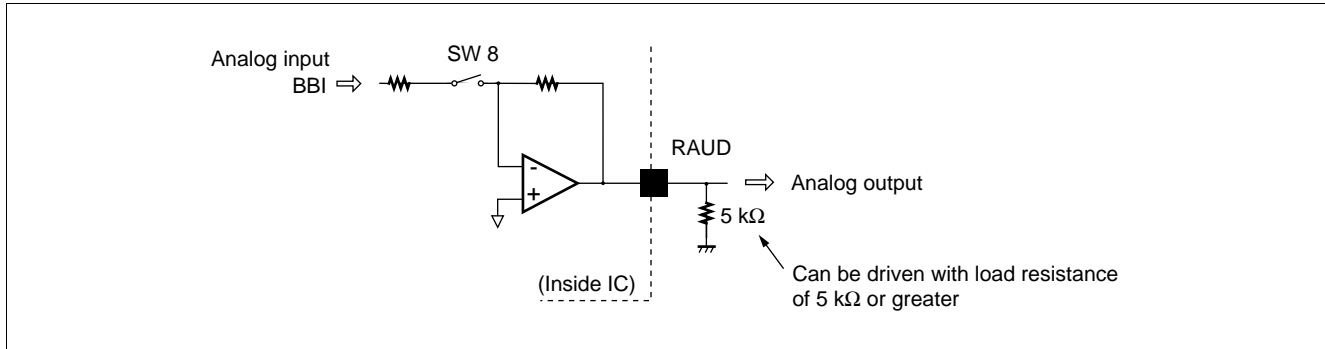 Analog input
BBI
SW 8
-
+
RAUD
Analog output
5 kΩ
(Inside IC)
Can be driven with load resistance
of 5 kΩ or greater